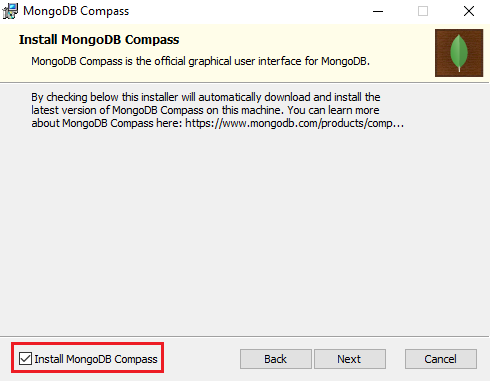 MongoDB Compass
Install MongoDB Compass
MongoDB Compass is the official graphical user interface for MongoDB.
By checking below this installer will automatically download and install the
latest version of MongoDB Compass on this machine. You can learn more
about MongoDB Compass here: https://www.mongodb.com/products/comp...
Install MongoDB Compass
Back
Next
Cancel